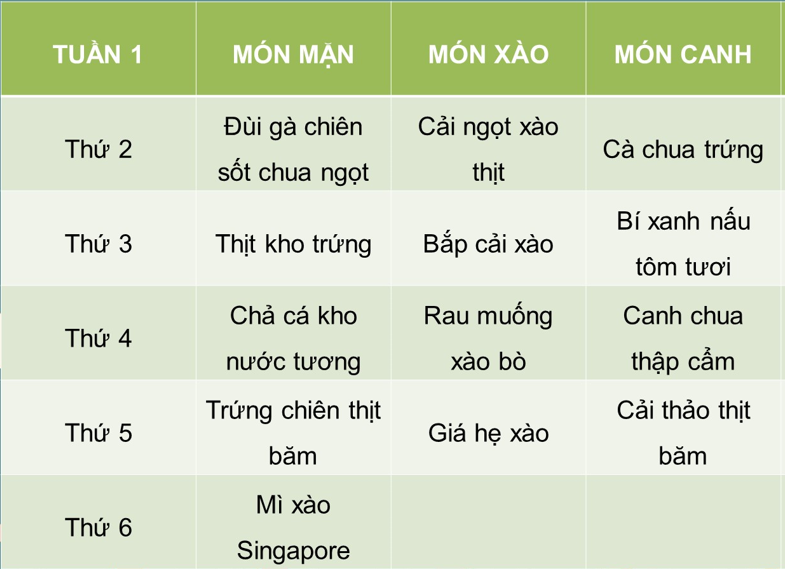 TUẦN 1 MÓN MẶN MÓN XÀO MÓN CANH
Thứ 2
Đùi gà chiên
sốt chua ngọt
Cải ngọt xào
thịt
Cà chua trứng
Thứ 3
Thịt kho trứng
Bắp cải xào
Bí xanh nấu
tôm tươi
Thứ 4
Chả cá kho
nước tương
Rau muống
xào bò
Canh chua
thập cẩm
Thứ 5
Trứng chiên thịt
băm
Giá hẹ xào
Cải thảo thịt
băm
Thứ 6
Mì xào
Singapore